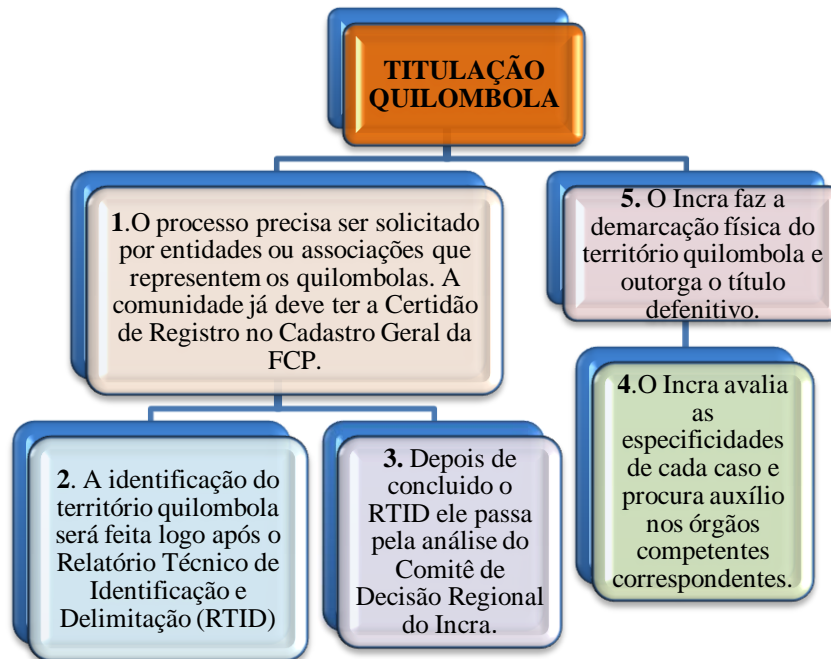 TITULAÇÃO
QUILOMBOLA
1.O processo precisa ser solicitado
por entidades ou associações que
representem os quilombolas. A
comunidade já deve ter a Certidão
de Registro no Cadastro Geral da
FCP.
2. A identificação do
território quilombola
será feita logo após o
Relatório Técnico de
Identificação e
Delimitação (RTID)
3. Depois de
concluido o
RTID ele passa
pela análise do
Comitê de
Decisão Regional
do Incra.
5. O Incra faz a
demarcação física do
território quilombola e
outorga o título
defenitivo.
4.O Incra avalia
as
especificidades
de cada caso e
procura auxílio
nos órgãos
competentes
correspondentes.